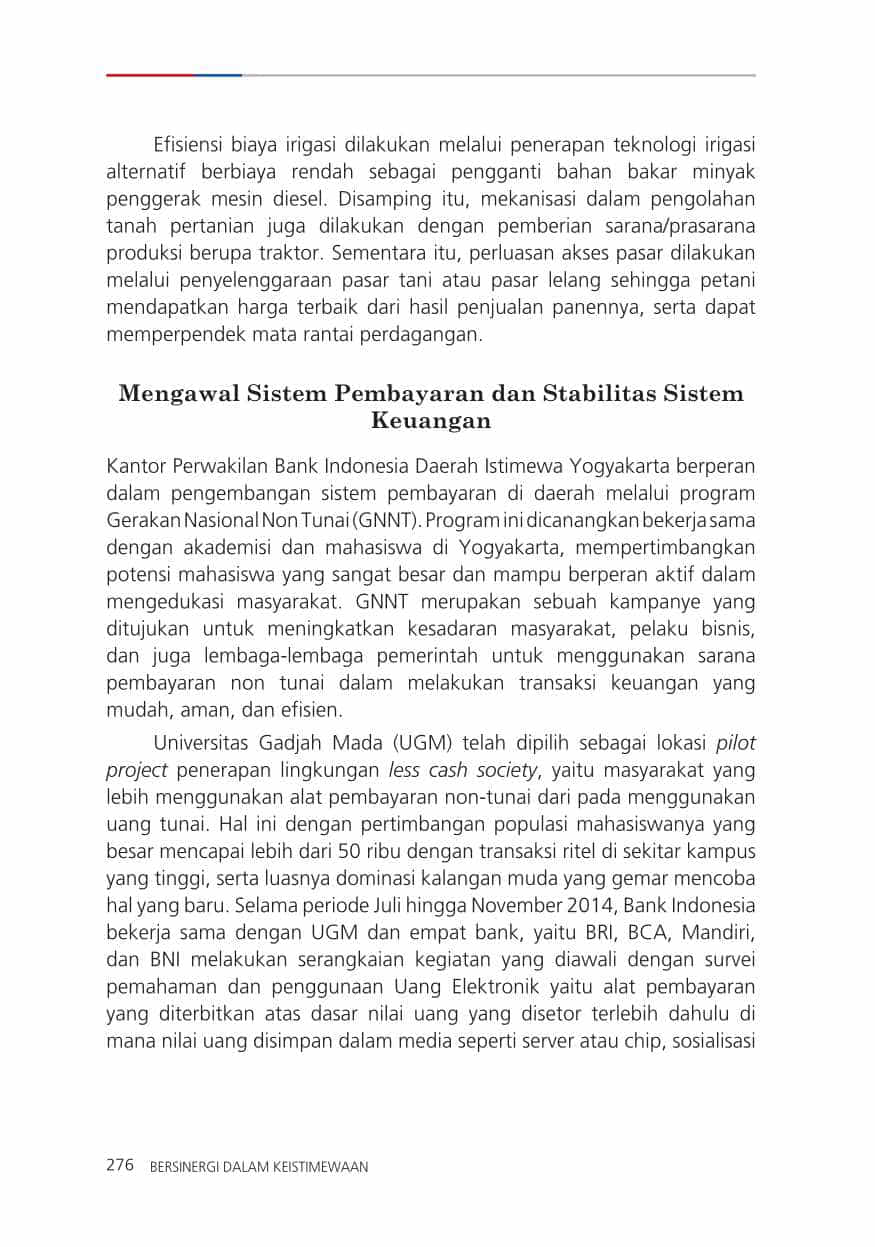 Efisiensi biaya irigasi dilakukan melalui penerapan teknologi irigasi
alternatif berbiaya rendah sebagai pengganti bahan bakar minyak
penggerak mesin diesel. Disamping itu, mekanisasi dalam pengolahan
tanah pertanian juga dilakukan dengan pemberian sarana/prasarana
produksi berupa traktor. Sementara itu, perluasan akses pasar dilakukan
melalui penyelenggaraan pasar tani atau pasar lelang sehingga petani
mendapatkan harga terbaik dari hasil penjualan panennya, serta dapat
memperpendek mata rantai perdagangan.
Mengawal Sistem Pembayaran dan Stabilitas Sistem
Keuangan
Kantor Perwakilan Bank Indonesia Daerah Istimewa Yogyakarta berperan
dalam pengembangan sistem pembayaran di daerah melalui program
Gerakan Nasional Non Tunai (GNNT). Program ini dicanangkan bekerja sama
dengan akademisi dan mahasiswa di Yogyakarta, mempertimbangkan
potensi mahasiswa yang sangat besar dan mampu berperan aktif dalam
mengedukasi masyarakat. GNNT merupakan sebuah kampanye yang
ditujukan untuk meningkatkan kesadaran masyarakat, pelaku bisnis,
dan juga lembaga-lembaga pemerintah untuk menggunakan sarana
pembayaran non tunai dalam melakukan transaksi keuangan yang
mudah, aman, dan efisien.
Universitas Gadjah Mada (UGM) telah dipilih sebagai lokasi pilot
project penerapan lingkungan less cash society, yaitu masyarakat yang
lebih menggunakan alat pembayaran non-tunai dari pada menggunakan
uang tunai. Hal ini dengan pertimbangan populasi mahasiswanya yang
besar mencapai lebih dari 50 ribu dengan transaksi ritel di sekitar kampus
yang tinggi, serta luasnya dominasi kalangan muda yang gemar mencoba
hal yang baru. Selama periode Juli hingga November 2014, Bank Indonesia
bekerja sama dengan UGM dan empat bank, yaitu BRI, BCA, Mandiri,
dan BNI melakukan serangkaian kegiatan yang diawali dengan survei
pemahaman dan penggunaan Uang Elektronik yaitu alat pembayaran
yang diterbitkan atas dasar nilai uang yang disetor terlebih dahulu di
mana nilai uang disimpan dalam media seperti server atau chip, sosialisasi
276 BERSINERGI DALAM KEISTIMEWAAN